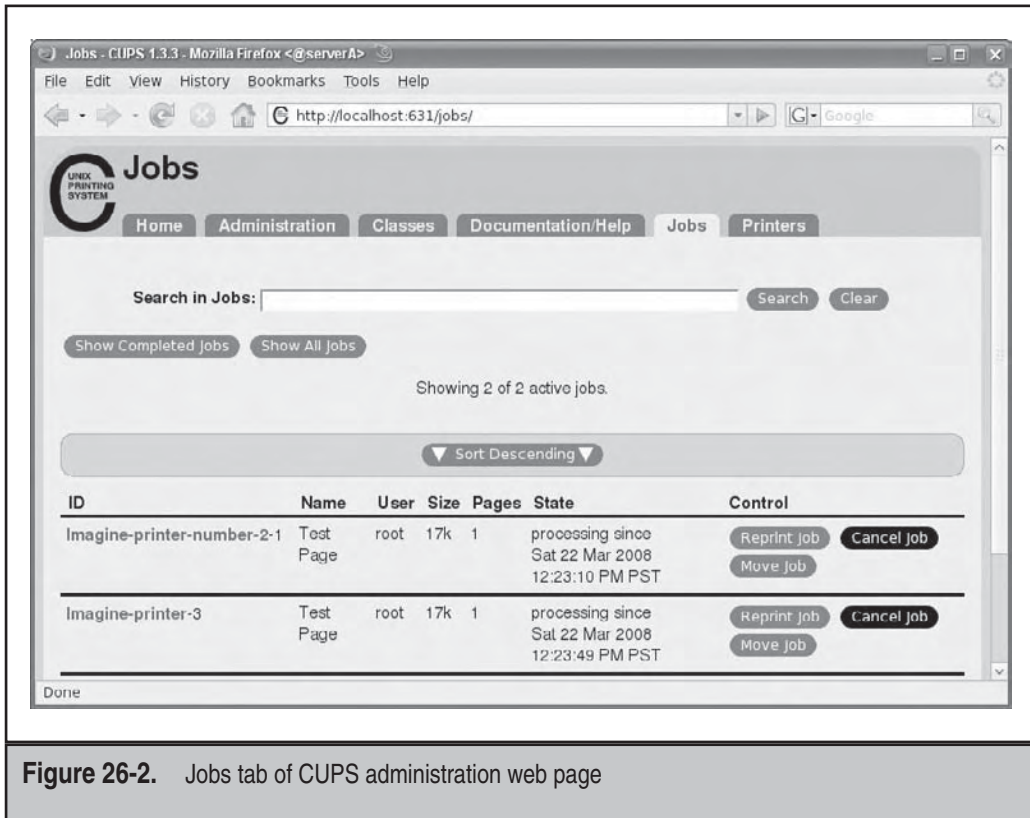 Jobs - CUPS 1.3.3 - Mozilla Firefox <@serverA>
File Edit View History Bookmarks Tools Help
http://localhost:631/jobs/ G Google
UNIX
PRINTING
SYSTEM
Jobs
Home Administration Classes Documentation/Help Jobs Printers
Search in Jobs: Search Clear
Show Completed Jobs Show All Jobs
Showing 2 of 2 active jobs.
Sort Descending
ID Name User Size Pages State Control
Imagine-printer-number-2-1 Test root 17k 1 processing since Reprint Job Cancel Job
Page Sat 22 Mar 2008 Move Job
12:23:10 PM PST
Imagine-printer-3 Test root 17k 1 processing since Reprint Job Cancel Job
Page Sat 22 Mar 2008 Move Job
12:23:49 PM PST
Done
Figure 26-2. Jobs tab of CUPS administration web page